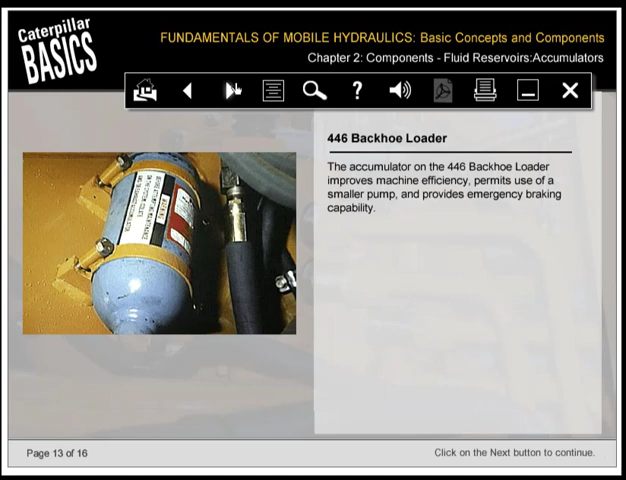 Caterpillar
BASICS
FUNDAMENTALS OF MOBILE HYDRAULICS: Basic Concepts and Components
Chapter 2: Components - Fluid Reservoirs:Accumulators
?
446 Backhoe Loader
The accumulator on the 446 Backhoe Loader
improves machine efficiency, permits use of a
smaller pump, and provides emergency braking
capability.
WARNING
Page 13 of 16
Click on the Next button to continue.